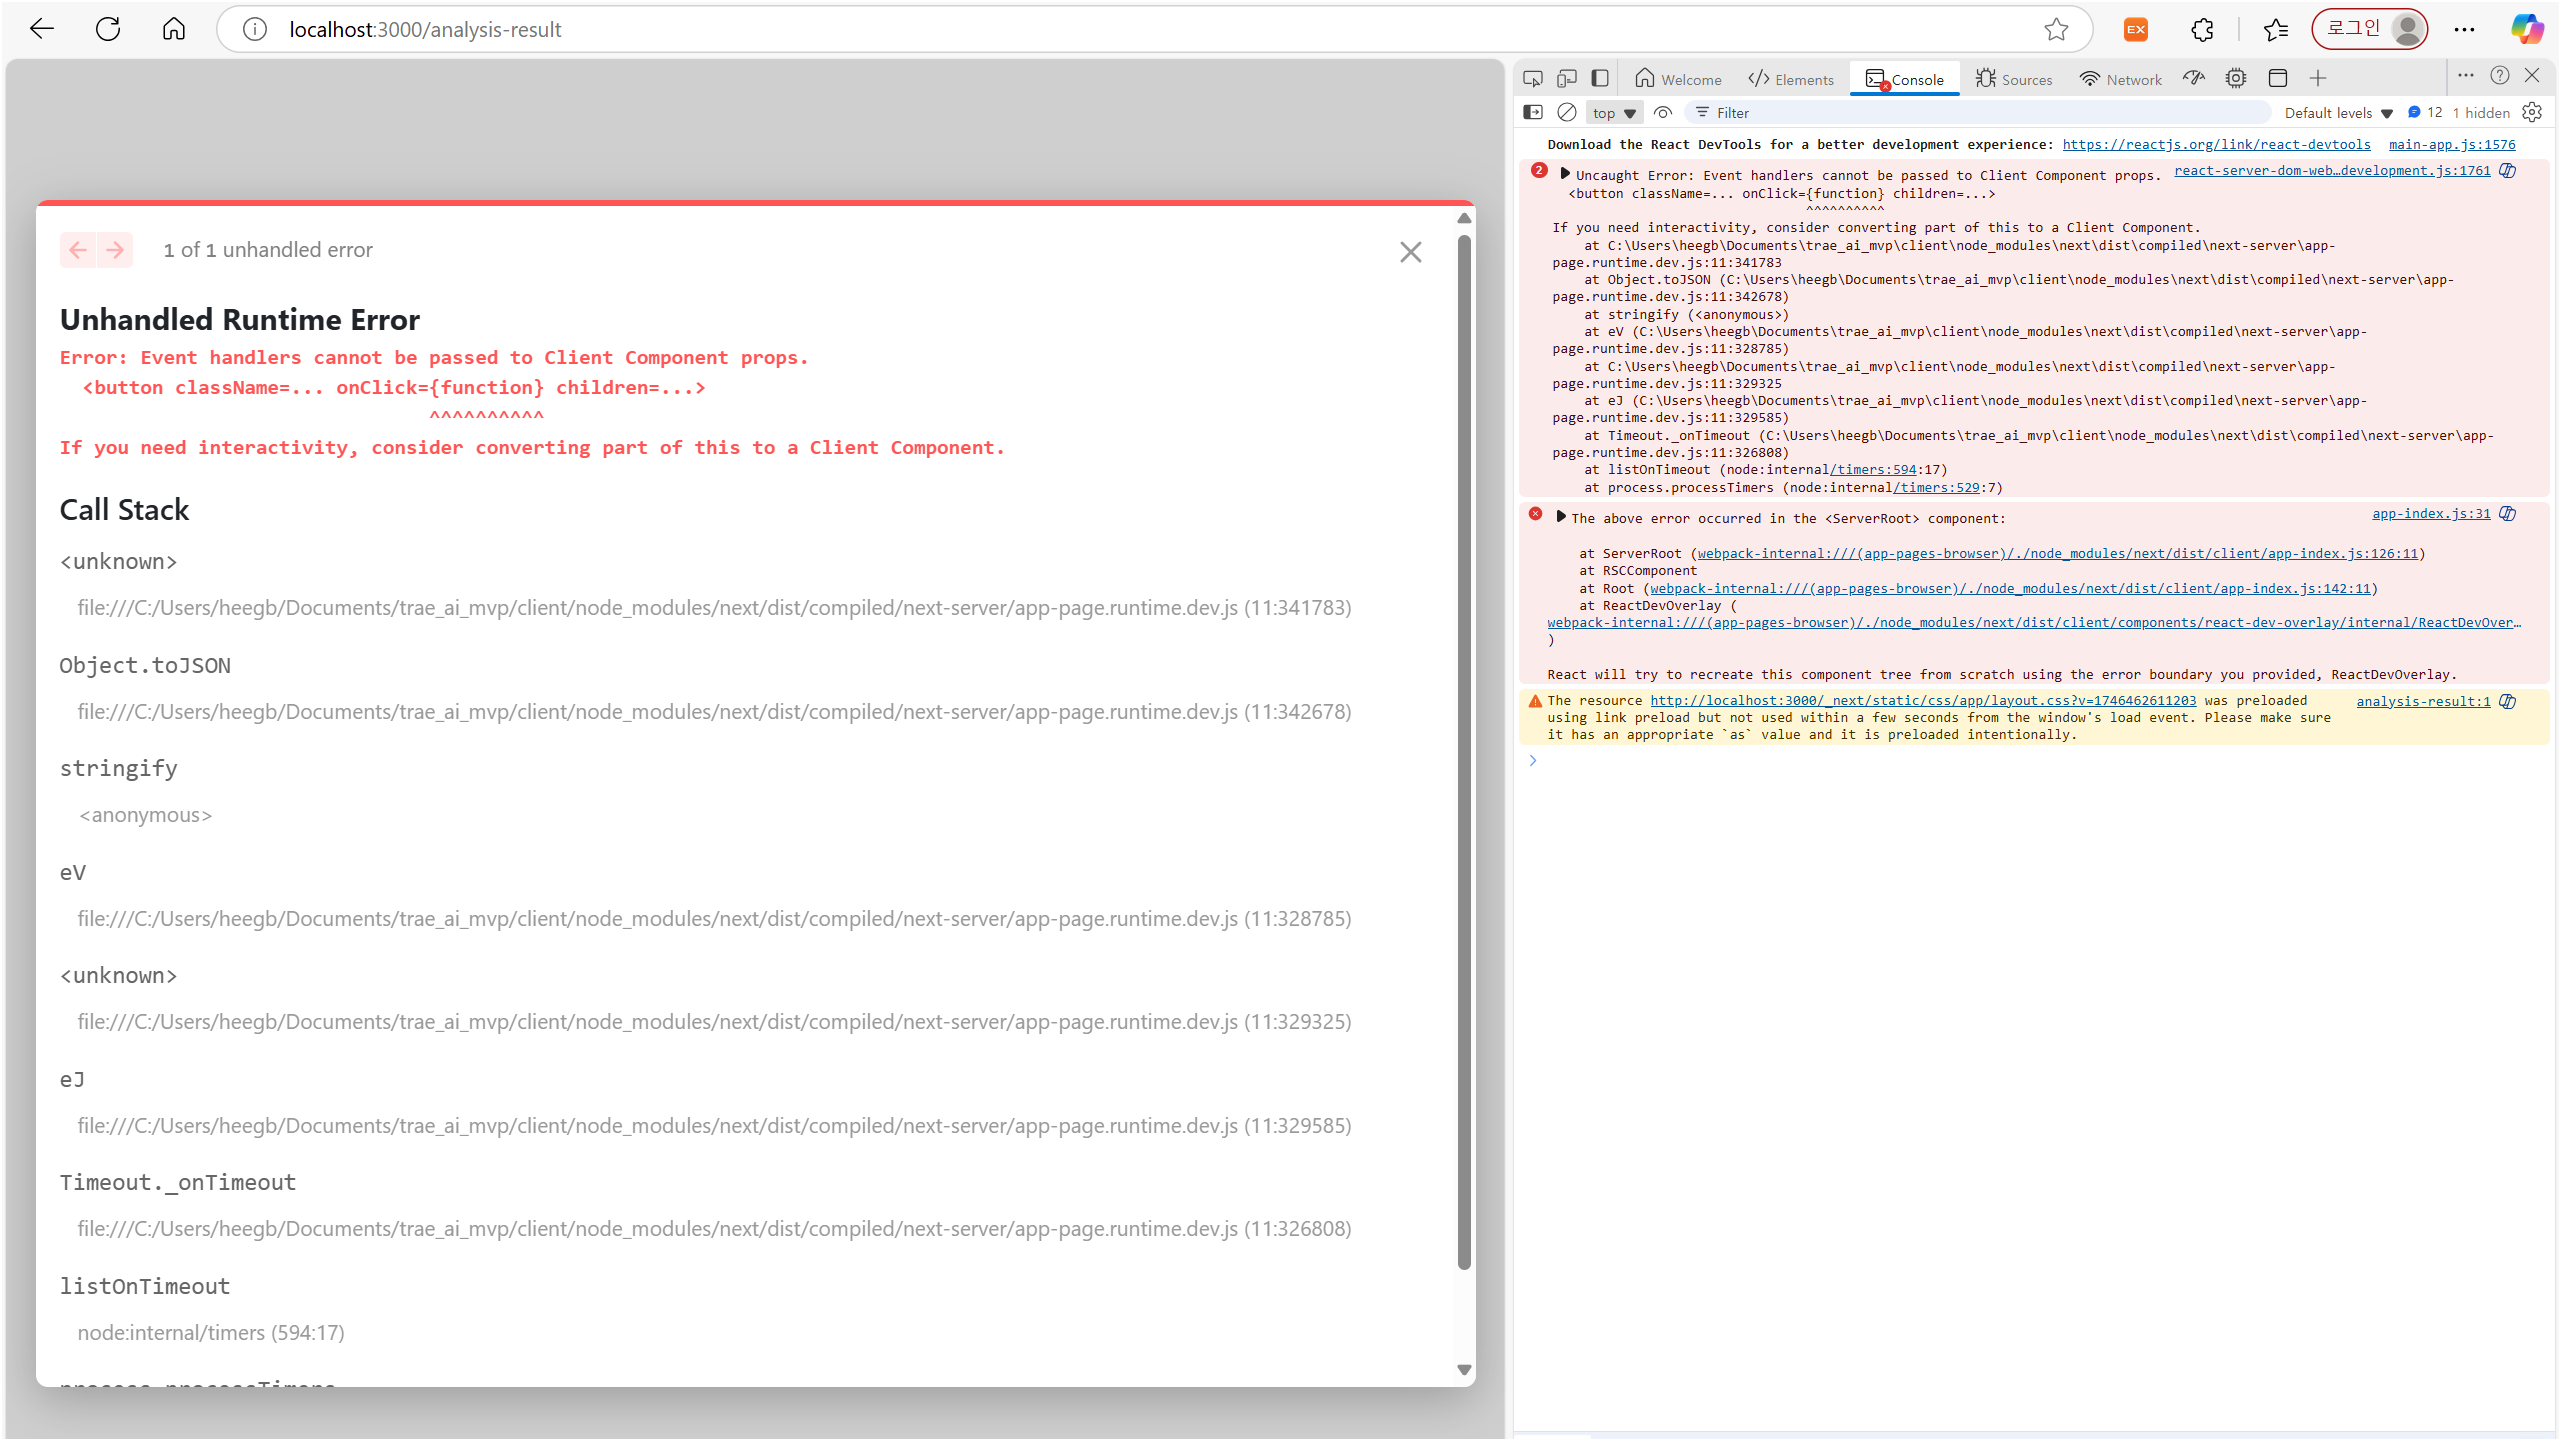 localhost:3000/analysis-result
EX
로그인
1 of 1 unhandled error
Unhandled Runtime Error
Error: Event handlers cannot be passed to Client Component props.
<button className=... onClick={function} children=...>
^^^^^^^^^^
If you need interactivity, consider converting part of this to a Client Component.
Call Stack
<unknown>
file:///C:/Users/heegb/Documents/trae_ai_mvp/client/node_modules/next/dist/compiled/next-server/app-page.runtime.dev.js (11:341783)
Object.toJSON
file:///C:/Users/heegb/Documents/trae_ai_mvp/client/node_modules/next/dist/compiled/next-server/app-page.runtime.dev.js (11:342678)
stringify
<anonymous>
eV
file:///C:/Users/heegb/Documents/trae_ai_mvp/client/node_modules/next/dist/compiled/next-server/app-page.runtime.dev.js (11:328785)
<unknown>
file:///C:/Users/heegb/Documents/trae_ai_mvp/client/node_modules/next/dist/compiled/next-server/app-page.runtime.dev.js (11:329325)
eJ
file:///C:/Users/heegb/Documents/trae_ai_mvp/client/node_modules/next/dist/compiled/next-server/app-page.runtime.dev.js (11:329585)
Timeout._onTimeout
file:///C:/Users/heegb/Documents/trae_ai_mvp/client/node_modules/next/dist/compiled/next-server/app-page.runtime.dev.js (11:326808)
listOnTimeout
node:internal/timers (594:17)
Welcome Elements Console Sources Network
top Filter Default levels 12 1 hidden
Download the React DevTools for a better development experience: https://reactjs.org/link/react-devtools main-app.js:1576
2 Uncaught Error: Event handlers cannot be passed to Client Component props. react-server-dom-web…development.js:1761
<button className=... onClick={function} children=...>
^^^^^^^^^^
If you need interactivity, consider converting part of this to a Client Component.
at C:\Users\heegb\Documents\trae_ai_mvp\client\node_modules\next\dist\compiled\next-server\app-
page.runtime.dev.js:11:341783
at Object.toJSON (C:\Users\heegb\Documents\trae_ai_mvp\client\node_modules\next\dist\compiled\next-server\app-
page.runtime.dev.js:11:342678)
at stringify (<anonymous>)
at eV (C:\Users\heegb\Documents\trae_ai_mvp\client\node_modules\next\dist\compiled\next-server\app-
page.runtime.dev.js:11:328785)
at C:\Users\heegb\Documents\trae_ai_mvp\client\node_modules\next\dist\compiled\next-server\app-
page.runtime.dev.js:11:329325
at eJ (C:\Users\heegb\Documents\trae_ai_mvp\client\node_modules\next\dist\compiled\next-server\app-
page.runtime.dev.js:11:329585)
at Timeout._onTimeout (C:\Users\heegb\Documents\trae_ai_mvp\client\node_modules\next\dist\compiled\next-server\app-
page.runtime.dev.js:11:326808)
at listOnTimeout (node:internal/timers:594:17)
at process.processTimers (node:internal/timers:529:7)
The above error occurred in the <ServerRoot> component: app-index.js:31
at ServerRoot (webpack-internal:///(app-pages-browser)/./node_modules/next/dist/client/app-index.js:126:11)
at RSCComponent
at Root (webpack-internal:///(app-pages-browser)/./node_modules/next/dist/client/app-index.js:142:11)
at ReactDevOverlay (
webpack-internal:///(app-pages-browser)/./node_modules/next/dist/client/components/react-dev-overlay/internal/ReactDevOver…
)
React will try to recreate this component tree from scratch using the error boundary you provided, ReactDevOverlay.
The resource http://localhost:3000/_next/static/css/app/layout.css?v=1746462611203 was preloaded analysis-result:1
using link preload but not used within a few seconds from the window's load event. Please make sure
it has an appropriate `as` value and it is preloaded intentionally.